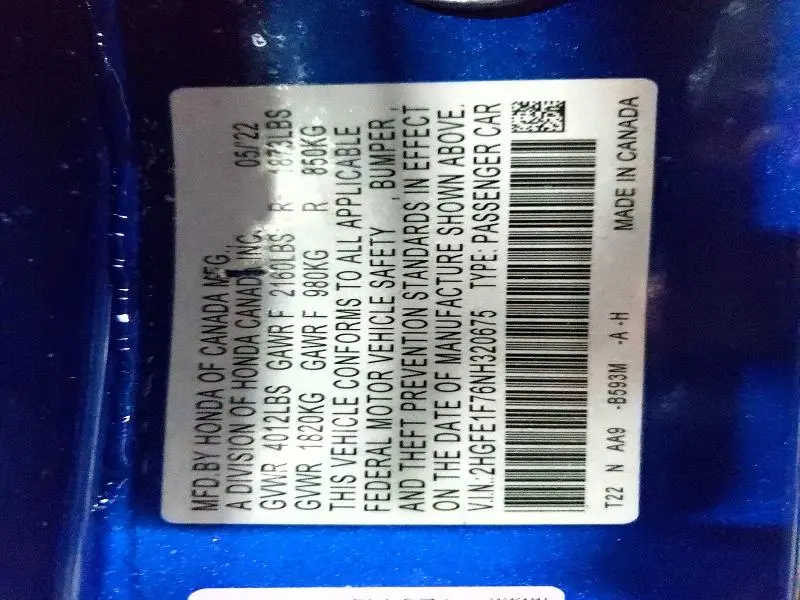 MFD.BY HONDA OF CANADA MFG.,
A DIVISION OF HONDA CANADA INC. 05/'22
GVWR 4012LBS GAWR F 2160LBS R 1873LBS
GVWR 1820KG GAWR F 980KG R 850KG
THIS VEHICLE CONFORMS TO ALL APPLICABLE
FEDERAL MOTOR VEHICLE SAFETY , BUMPER ,
AND THEFT PREVENTION STANDARDS IN EFFECT
ON THE DATE OF MANUFACTURE SHOWN ABOVE.
V.I.N.:2HGFE1F76NH320675 TYPE: PASSENGER CAR
T22 N AA9 -B593M -A -H MADE IN CANADA